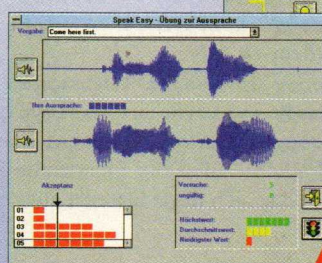 Speak Easy - Übung zur Aussprache
Vorgabe: Come here first.
Ihre Aussprache:
Akzeptanz
01
02
03
04
05
Versuche:
ungültig:
Höchstwert:
Durchschnittswert:
Niedrigster Wert: